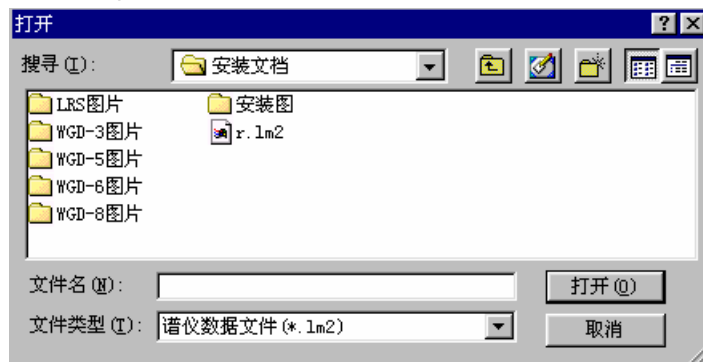 打开
搜寻(I): 安装文档
LRS图片 安装图
WGD-3图片 r.lm2
WGD-5图片
WGD-6图片
WGD-8图片
文件名(N): 打开(O)
文件类型(T): 谱仪数据文件(*.lm2) 取消